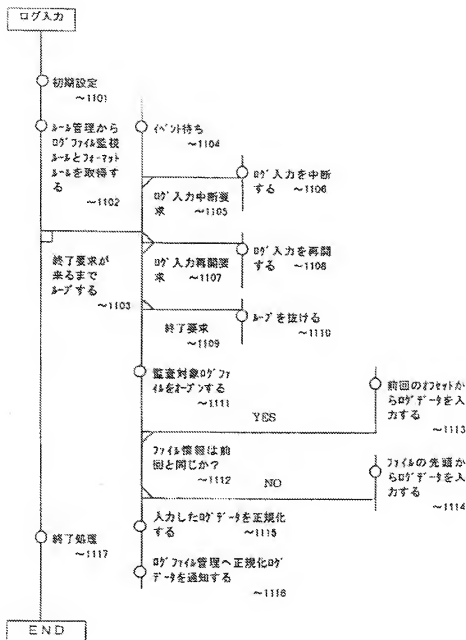 ログ入力
初期設定
～1101
ルール管理から
ログファイル監視
ルールとフォーマット
ルールを取得す
る
～1102
イベント待ち
～1104
ログ入力中断要
求 ～1105
ログ入力を中断
する ～1106
終了要求が
来るまで
ループする
～1103
ログ入力再開要
求 ～1107
ログ入力を再開
する ～1108
終了要求
～1109
ループを抜ける
～1110
監査対象ログファ
イルをオープンする
～1111
YES
前回のオフセットか
らログデータを入
力する
～1113
ファイル情報は前
回と同じか？
～1112
NO
ファイルの先頭か
らログデータを入
力する
～1114
入力したログデータを正規化
する ～1115
終了処理
～1117
ログファイル管理へ正規化ログ
データを通知する
～1116
END